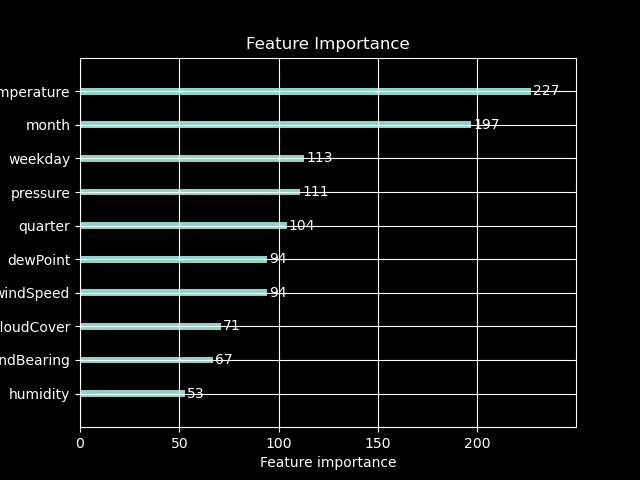 Feature Importance
mperature 227
month 197
weekday 113
pressure 111
quarter 104
dewPoint 94
windSpeed 94
loudCover 71
ndBearing 67
humidity 53
0 50 100 150 200
Feature importance